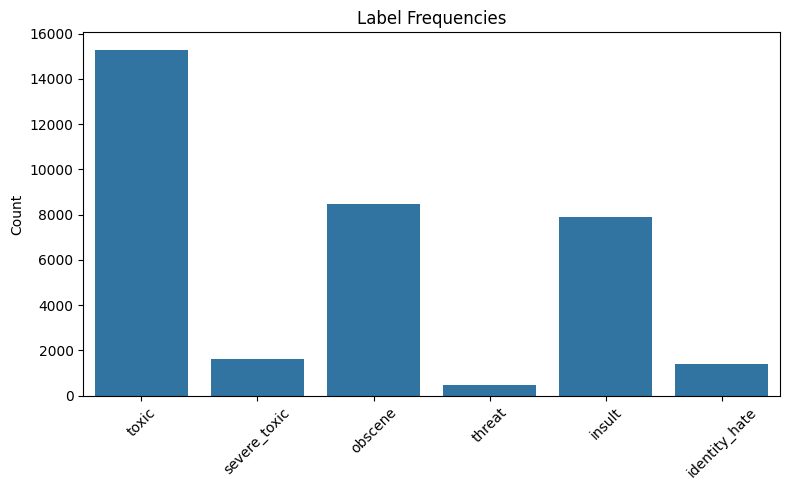 Label Frequencies
16000
14000
12000
10000
8000
6000
4000
2000
0
Count
toxic
severe_toxic
obscene
threat
insult
identity_hate